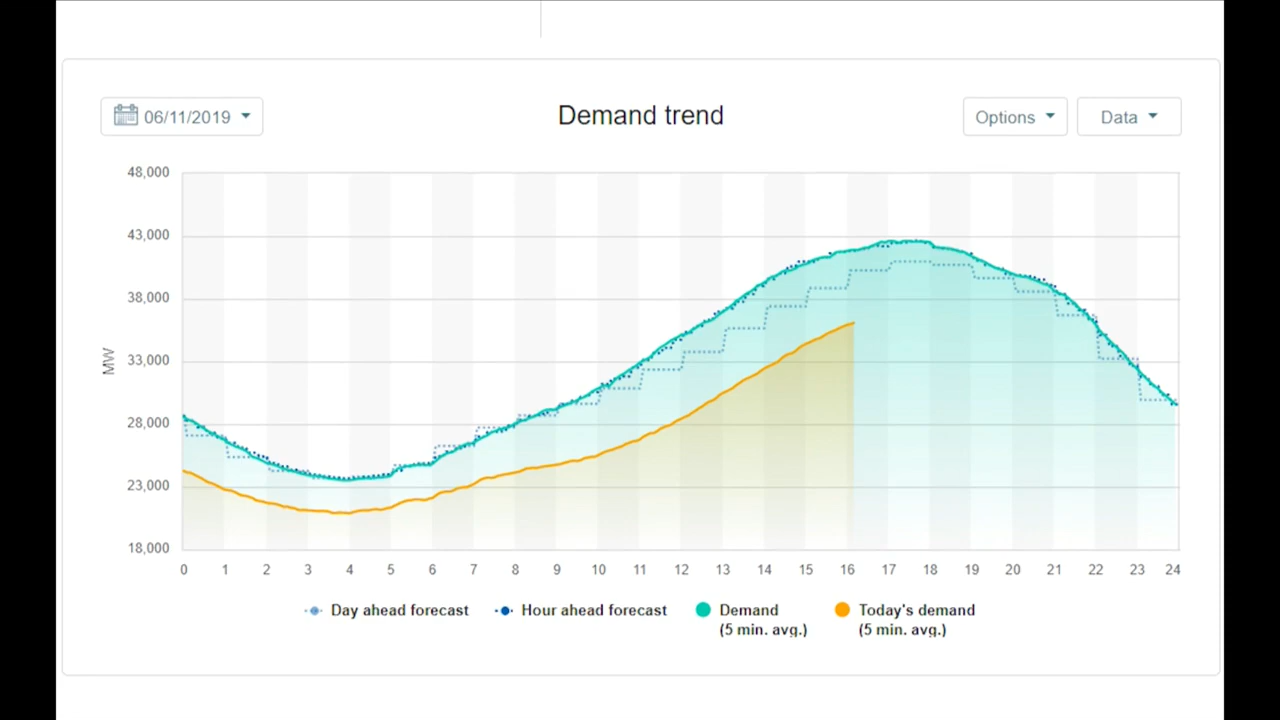 06/11/2019
Demand trend
Options
Data
48,000
43,000
38,000
33,000
28,000
23,000
18,000
MW
0 1 2 3 4 5 6 7 8 9 10 11 12 13 14 15 16 17 18 19 20 21 22 23 24
Day ahead forecast
Hour ahead forecast
Demand
(5 min. avg.)
Today's demand
(5 min. avg.)